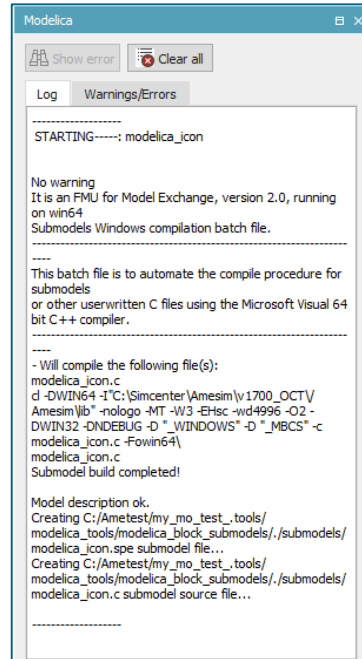 Modelica
Show error
Clear all
Log
Warnings/Errors
-------------------
STARTING-----: modelica_icon
No warning
It is an FMU for Model Exchange, version 2.0, running
on win64
Submodels Windows compilation batch file.
-------------------------------------------------------------------
----
This batch file is to automate the compile procedure for
submodels
or other userwritten C files using the Microsoft Visual 64
bit C++ compiler.
-------------------------------------------------------------------
----
- Will compile the following file(s):
modelica_icon.c
cl -DWIN64 -I"C:\Simcenter\Amesim\v1700_OCT\/
Amesim\lib" -nologo -MT -W3 -EHsc -wd4996 -O2 -
DWIN32 -DNDEBUG -D "_WINDOWS" -D "_MBCS" -c
modelica_icon.c -Fowin64\
modelica_icon.c
Submodel build completed!
Model description ok.
Creating C:/Ametest/my_mo_test_.tools/
modelica_tools/modelica_block_submodels/./submodels/
modelica_icon.spe submodel file...
Creating C:/Ametest/my_mo_test_.tools/
modelica_tools/modelica_block_submodels/./submodels/
modelica_icon.c submodel source file...
-------------------